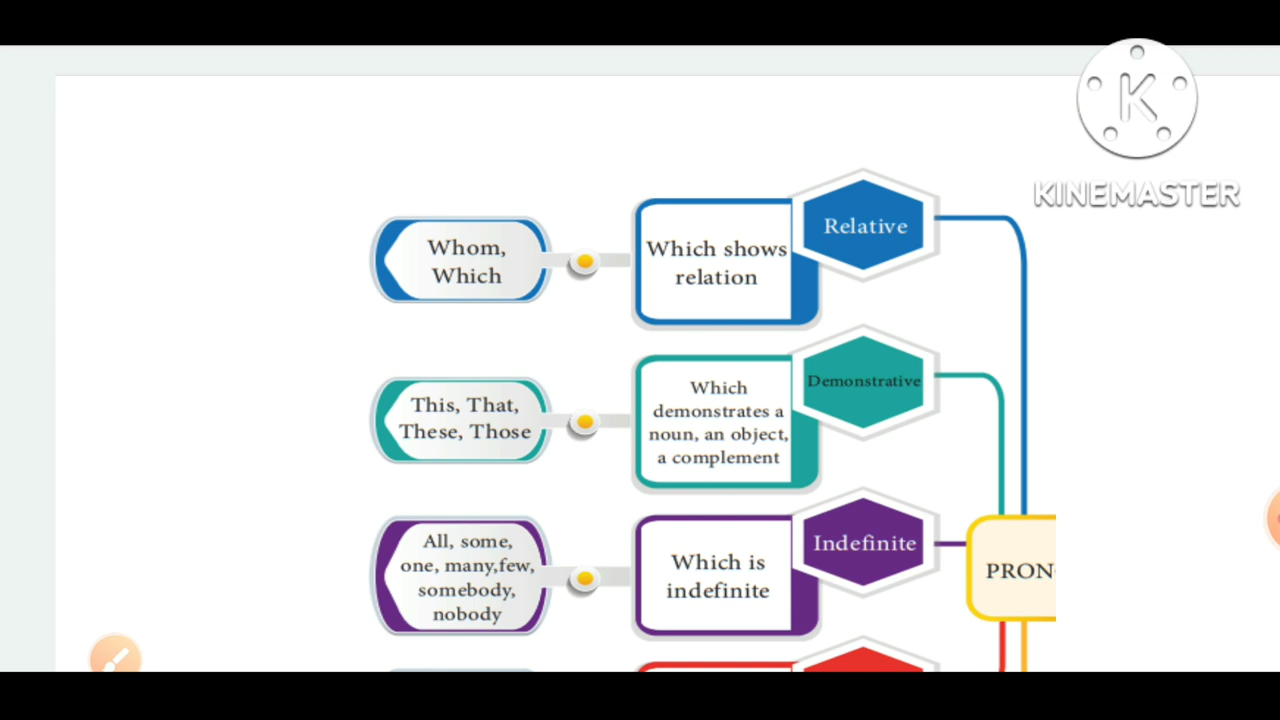 KINEMASTER
Relative
Which shows
relation
Whom,
Which
Demonstrative
Which
demonstrates a
noun, an object,
a complement
This, That,
These, Those
Indefinite
Which is
indefinite
All, some,
one, many,few,
somebody,
nobody
PRON